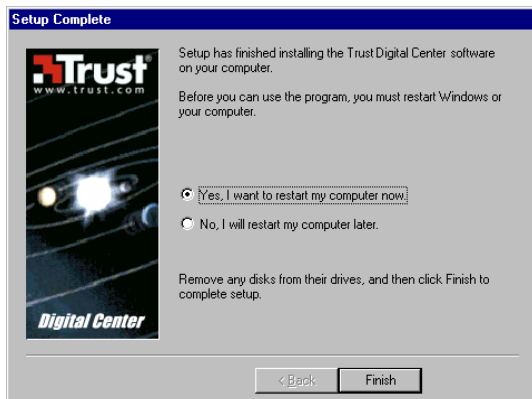 Setup Complete
Trust
www.trust.com
Digital Center
Setup has finished installing the Trust Digital Center software
on your computer.
Before you can use the program, you must restart Windows or
your computer.
Yes, I want to restart my computer now.
No, I will restart my computer later.
Remove any disks from their drives, and then click Finish to
complete setup.
< Back
Finish